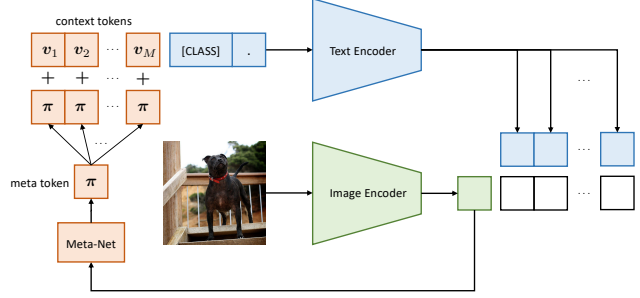 context tokens
v1 v2 ... vM [CLASS] .
Text Encoder
+ + ... +
π π ... π
...
...
meta token π
Image Encoder
Meta-Net
...
...